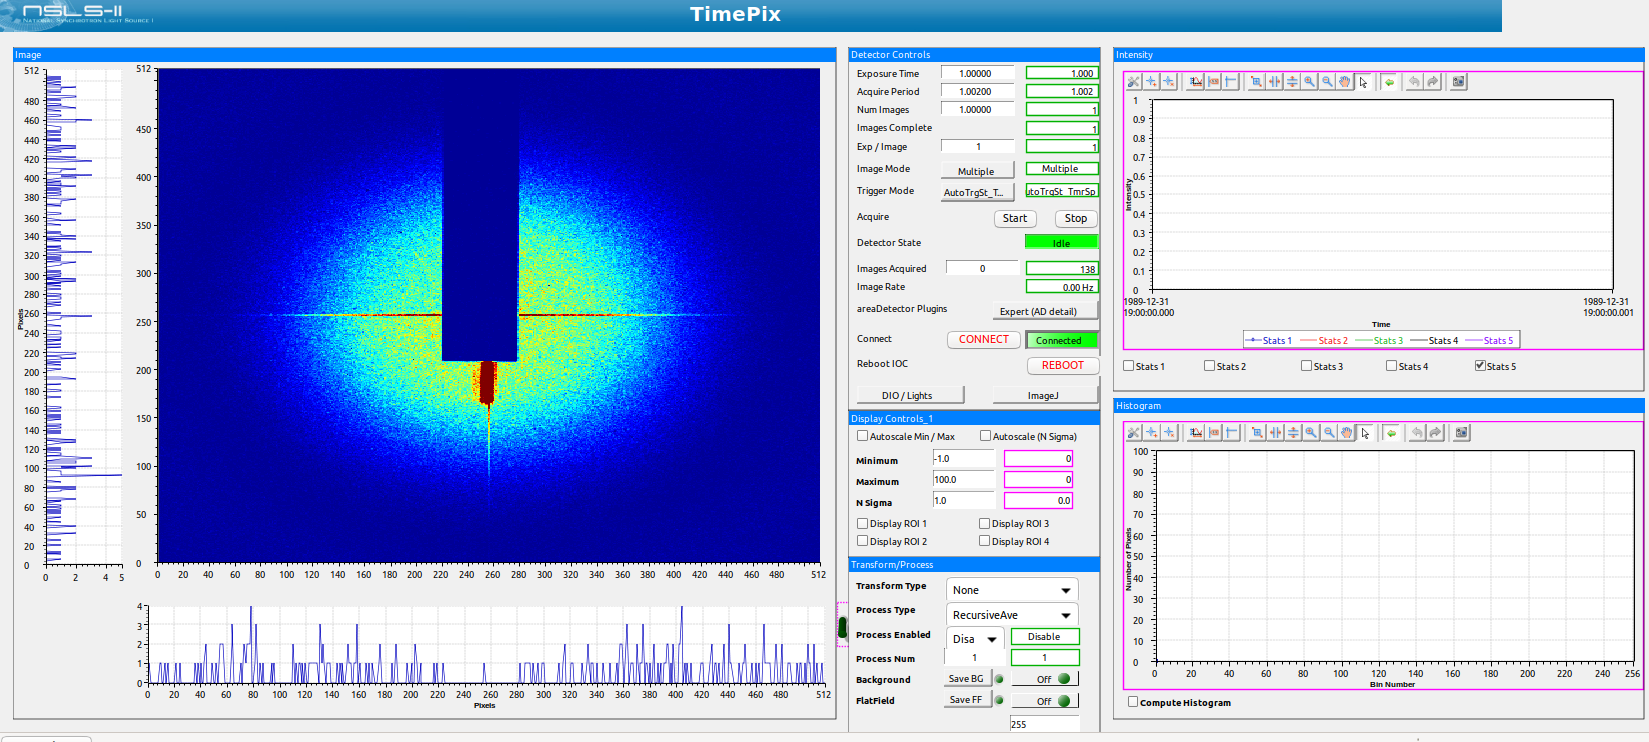 NSLS-II
NATIONAL SYNCHROTRON LIGHT SOURCE I
TimePix
Image
512
480
460
440
420
400
380
360
340
320
300
280
260
240
220
200
180
160
140
120
100
80
60
40
20
0
Pixels
0 2 4 5
512
450
400
350
300
250
200
150
100
50
0
0 20 40 60 80 100 120 140 160 180 200 220 240 260 280 300 320 340 360 380 400 420 440 460 480 512
4
3
2
1
0
0 20 40 60 80 100 120 140 160 180 200 220 240 260 280 300 320 340 360 380 400 420 440 460 480 512
Pixels
Detector Controls
Exposure Time 1.00000 1.000
Acquire Period 1.00200 1.002
Num Images 1.00000 1
Images Complete 1
Exp / Image 1 1
Image Mode Multiple Multiple
Trigger Mode AutoTrgSt_T... utoTrgSt_TmrSp
Acquire Start Stop
Detector State Idle
Images Acquired 0 138
Image Rate 0.00 Hz
areaDetector Plugins Expert (AD detail)
Connect CONNECT Connected
Reboot IOC REBOOT
DIO / Lights ImageJ
Display Controls_1
Autoscale Min / Max Autoscale (N Sigma)
Minimum -1.0 0
Maximum 100.0 0
N Sigma 1.0 0.0
Display ROI 1 Display ROI 3
Display ROI 2 Display ROI 4
Transform/Process
Transform Type None
Process Type RecursiveAve
Process Enabled Disa Disable
Process Num 1 1
Background Save BG Off
FlatField Save FF Off
255
Intensity
1
0.9
0.8
0.7
0.6
0.5
0.4
0.3
0.2
0.1
0
Intensity
1989-12-31 1989-12-31
19:00:00.000 19:00:00.001
Time
Stats 1 Stats 2 Stats 3 Stats 4 Stats 5
Stats 1 Stats 2 Stats 3 Stats 4 Stats 5
Histogram
100
90
80
70
60
50
40
30
20
10
0
Number of Pixels
0 20 40 60 80 100 120 140 160 180 200 220 240 256
Bin Number
Compute Histogram